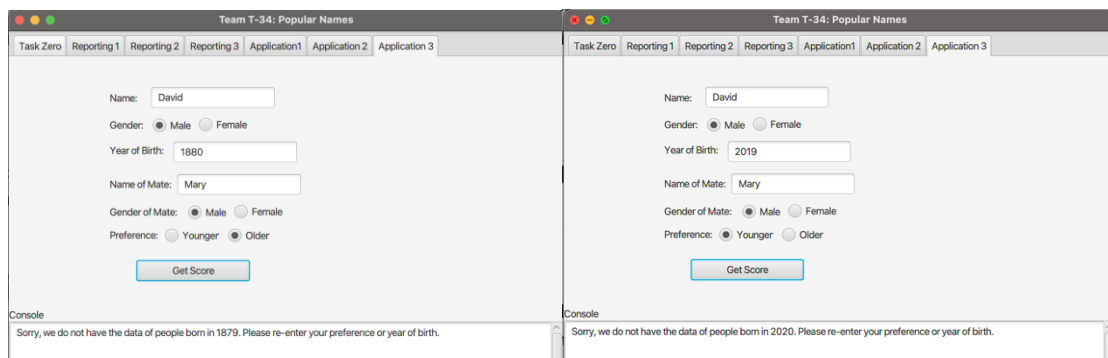 Team T-34: Popular Names
Task Zero Reporting 1 Reporting 2 Reporting 3 Application1 Application 2 Application 3
Name: David
Gender: Male Female
Year of Birth: 1880
Name of Mate: Mary
Gender of Mate: Male Female
Preference: Younger Older
Get Score
Console
Sorry, we do not have the data of people born in 1879. Please re-enter your preference or year of birth.
Team T-34: Popular Names
Task Zero Reporting 1 Reporting 2 Reporting 3 Application1 Application 2 Application 3
Name: David
Gender: Male Female
Year of Birth: 2019
Name of Mate: Mary
Gender of Mate: Male Female
Preference: Younger Older
Get Score
Console
Sorry, we do not have the data of people born in 2020. Please re-enter your preference or year of birth.